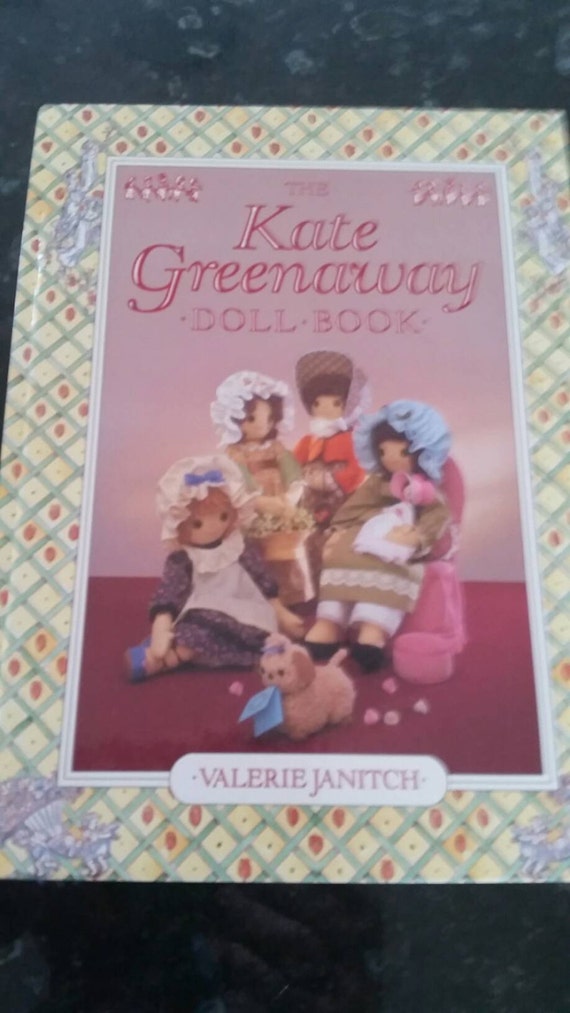 THE
Kate
Greenaway
·DOLL·BOOK·
·VALERIE JANITCH·